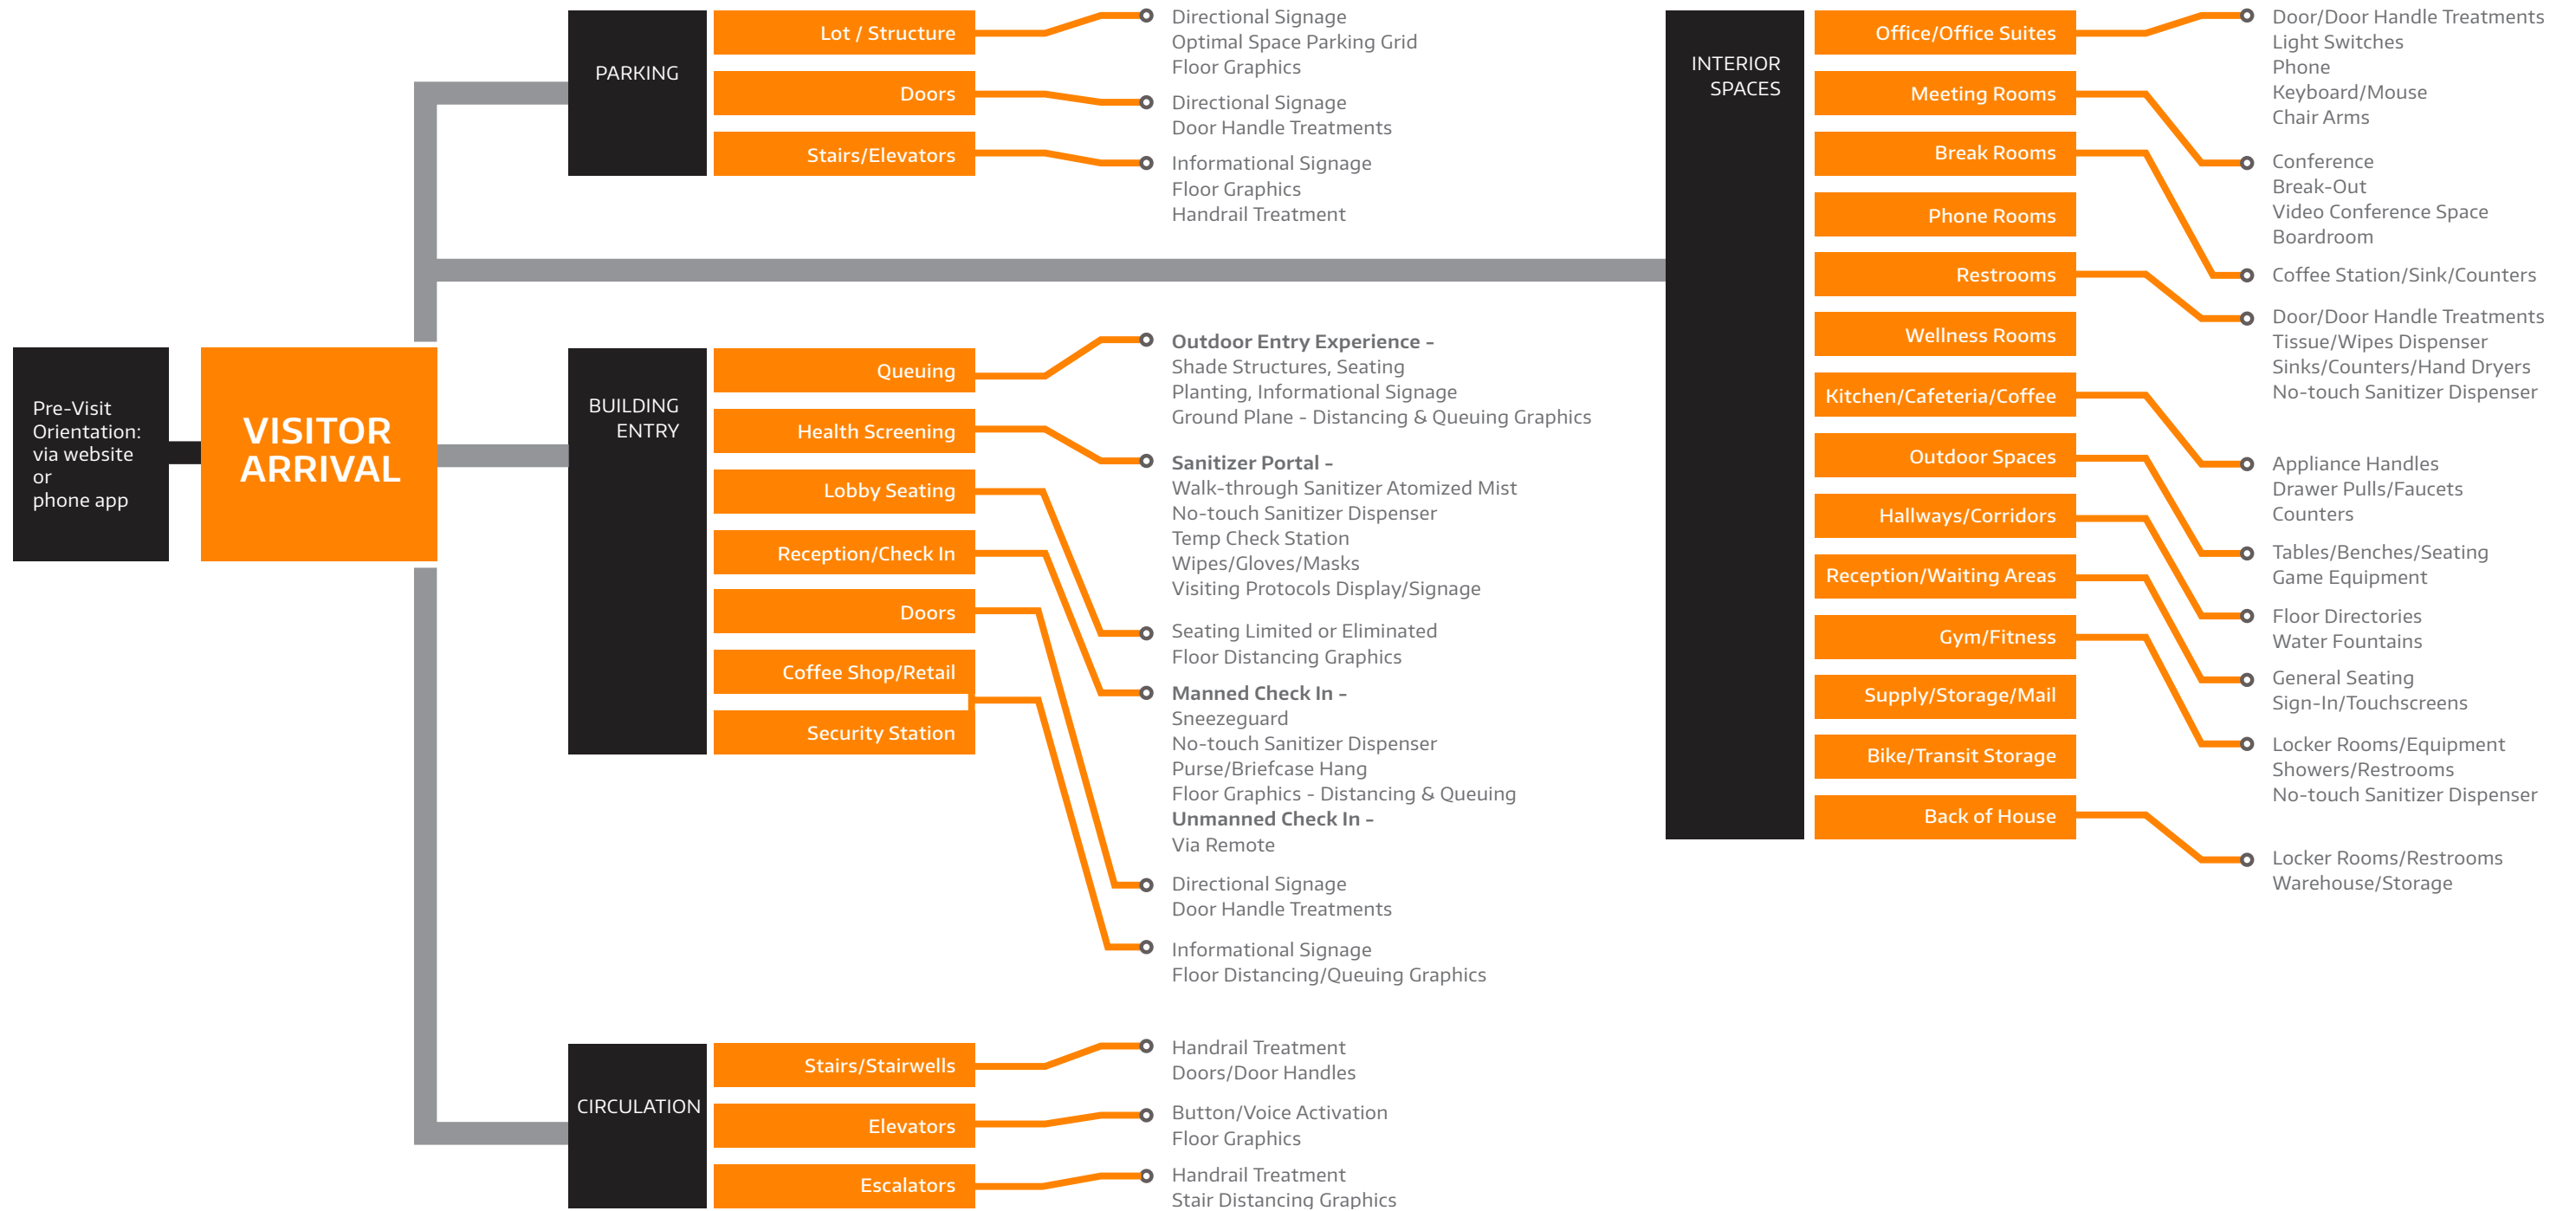 Pre-Visit
Orientation:
via website
or
phone app
VISITOR
ARRIVAL
PARKING
Lot / Structure
Directional Signage
Optimal Space Parking Grid
Floor Graphics
Doors
Directional Signage
Door Handle Treatments
Stairs/Elevators
Informational Signage
Floor Graphics
Handrail Treatment
BUILDING
ENTRY
Queuing
Outdoor Entry Experience -
Shade Structures, Seating
Planting, Informational Signage
Ground Plane - Distancing & Queuing Graphics
Health Screening
Sanitizer Portal -
Walk-through Sanitizer Atomized Mist
No-touch Sanitizer Dispenser
Temp Check Station
Wipes/Gloves/Masks
Visiting Protocols Display/Signage
Lobby Seating
Seating Limited or Eliminated
Floor Distancing Graphics
Reception/Check In
Manned Check In -
Sneezeguard
No-touch Sanitizer Dispenser
Purse/Briefcase Hang
Floor Graphics - Distancing & Queuing
Unmanned Check In -
Via Remote
Doors
Directional Signage
Door Handle Treatments
Coffee Shop/Retail
Security Station
Informational Signage
Floor Distancing/Queuing Graphics
CIRCULATION
Stairs/Stairwells
Handrail Treatment
Doors/Door Handles
Elevators
Button/Voice Activation
Floor Graphics
Escalators
Handrail Treatment
Stair Distancing Graphics
INTERIOR
SPACES
Office/Office Suites
Door/Door Handle Treatments
Light Switches
Phone
Keyboard/Mouse
Chair Arms
Meeting Rooms
Conference
Break-Out
Video Conference Space
Boardroom
Break Rooms
Coffee Station/Sink/Counters
Phone Rooms
Restrooms
Door/Door Handle Treatments
Tissue/Wipes Dispenser
Sinks/Counters/Hand Dryers
No-touch Sanitizer Dispenser
Wellness Rooms
Kitchen/Cafeteria/Coffee
Appliance Handles
Drawer Pulls/Faucets
Counters
Outdoor Spaces
Tables/Benches/Seating
Game Equipment
Hallways/Corridors
Floor Directories
Water Fountains
Reception/Waiting Areas
General Seating
Sign-In/Touchscreens
Gym/Fitness
Locker Rooms/Equipment
Showers/Restrooms
No-touch Sanitizer Dispenser
Supply/Storage/Mail
Bike/Transit Storage
Back of House
Locker Rooms/Restrooms
Warehouse/Storage